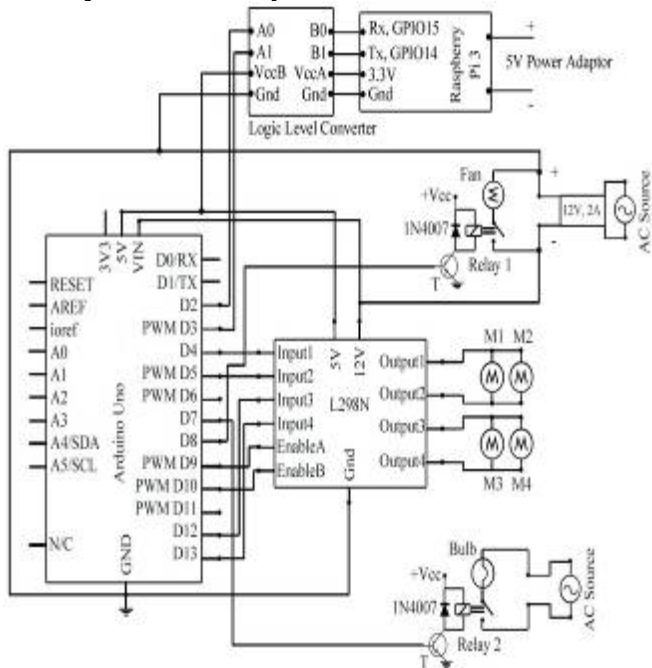 A0
A1
VccB
Gnd
B0
B1
VccA
Gnd
Logic Level Converter
Rx, GPIO15
Tx, GPIO14
3.3V
Gnd
Raspberry
Pi 3
+
5V Power Adaptor
-
Fan
M
+Vcc
1N4007
T
Relay 1
+
12V, 2A
-
AC Source
3V3
5V
VIN
RESET
AREF
ioref
A0
A1
A2
A3
A4/SDA
A5/SCL
N/C
Arduino Uno
GND
D0/RX
D1/TX
D2
PWM D3
D4
PWM D5
PWM D6
D7
D8
PWM D9
PWM D10
PWM D11
D12
D13
Input1
Input2
Input3
Input4
EnableA
EnableB
5V
12V
L298N
Gnd
Output1
Output2
Output3
Output4
M1 M2
M M
M M
M3 M4
Bulb
+Vcc
1N4007
T
Relay 2
AC Source